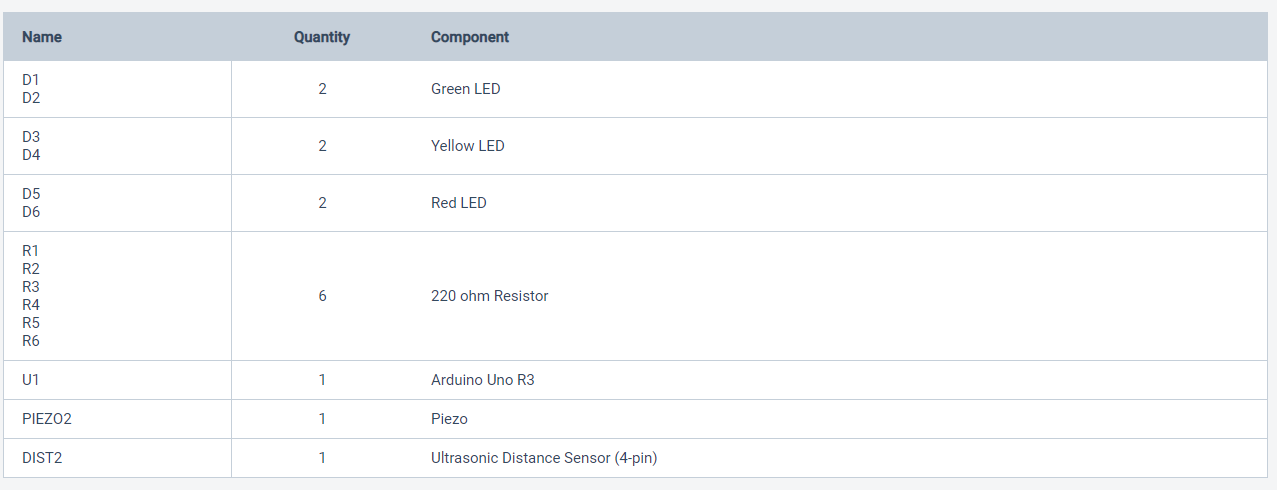 Name Quantity Component
D1
D2
2 Green LED
D3
D4
2 Yellow LED
D5
D6
2 Red LED
R1
R2
R3
R4
R5
R6
6 220 ohm Resistor
U1 1 Arduino Uno R3
PIEZO2 1 Piezo
DIST2 1 Ultrasonic Distance Sensor (4-pin)